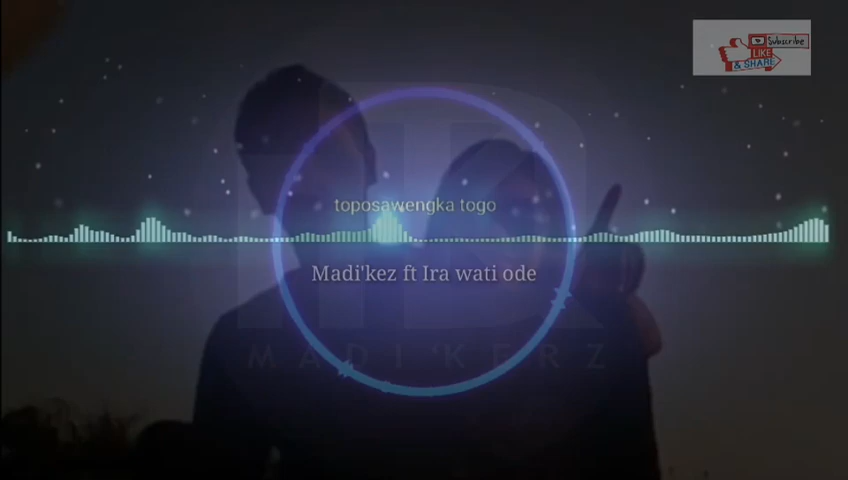 Subscribe
LIKE
& SHARE
toposawengka togo
Madi'kez ft Ira wati ode
MADI'KERZ